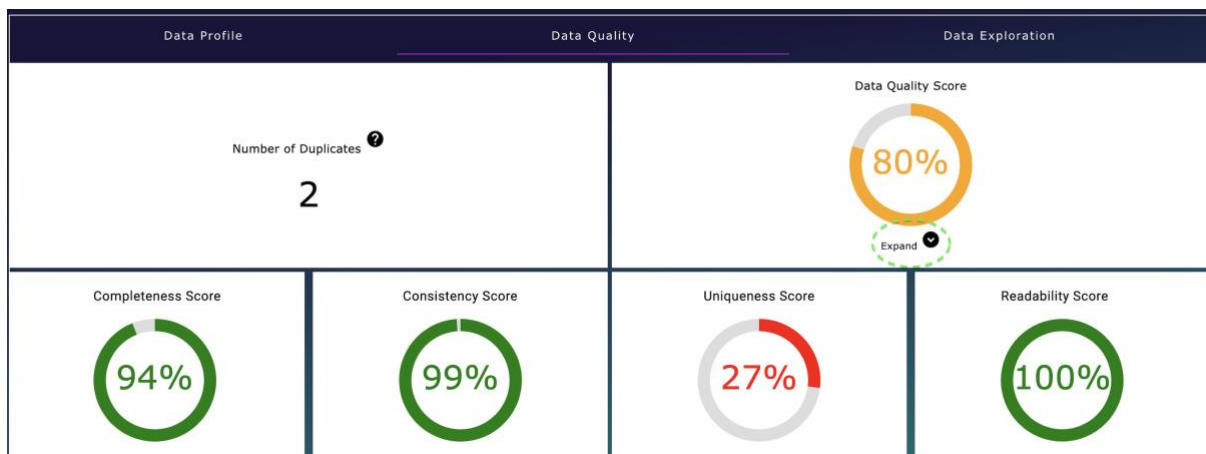 Data Profile
Data Quality
Data Exploration
Number of Duplicates ?
2
Data Quality Score
80%
Expand
Completeness Score
94%
Consistency Score
99%
Uniqueness Score
27%
Readability Score
100%